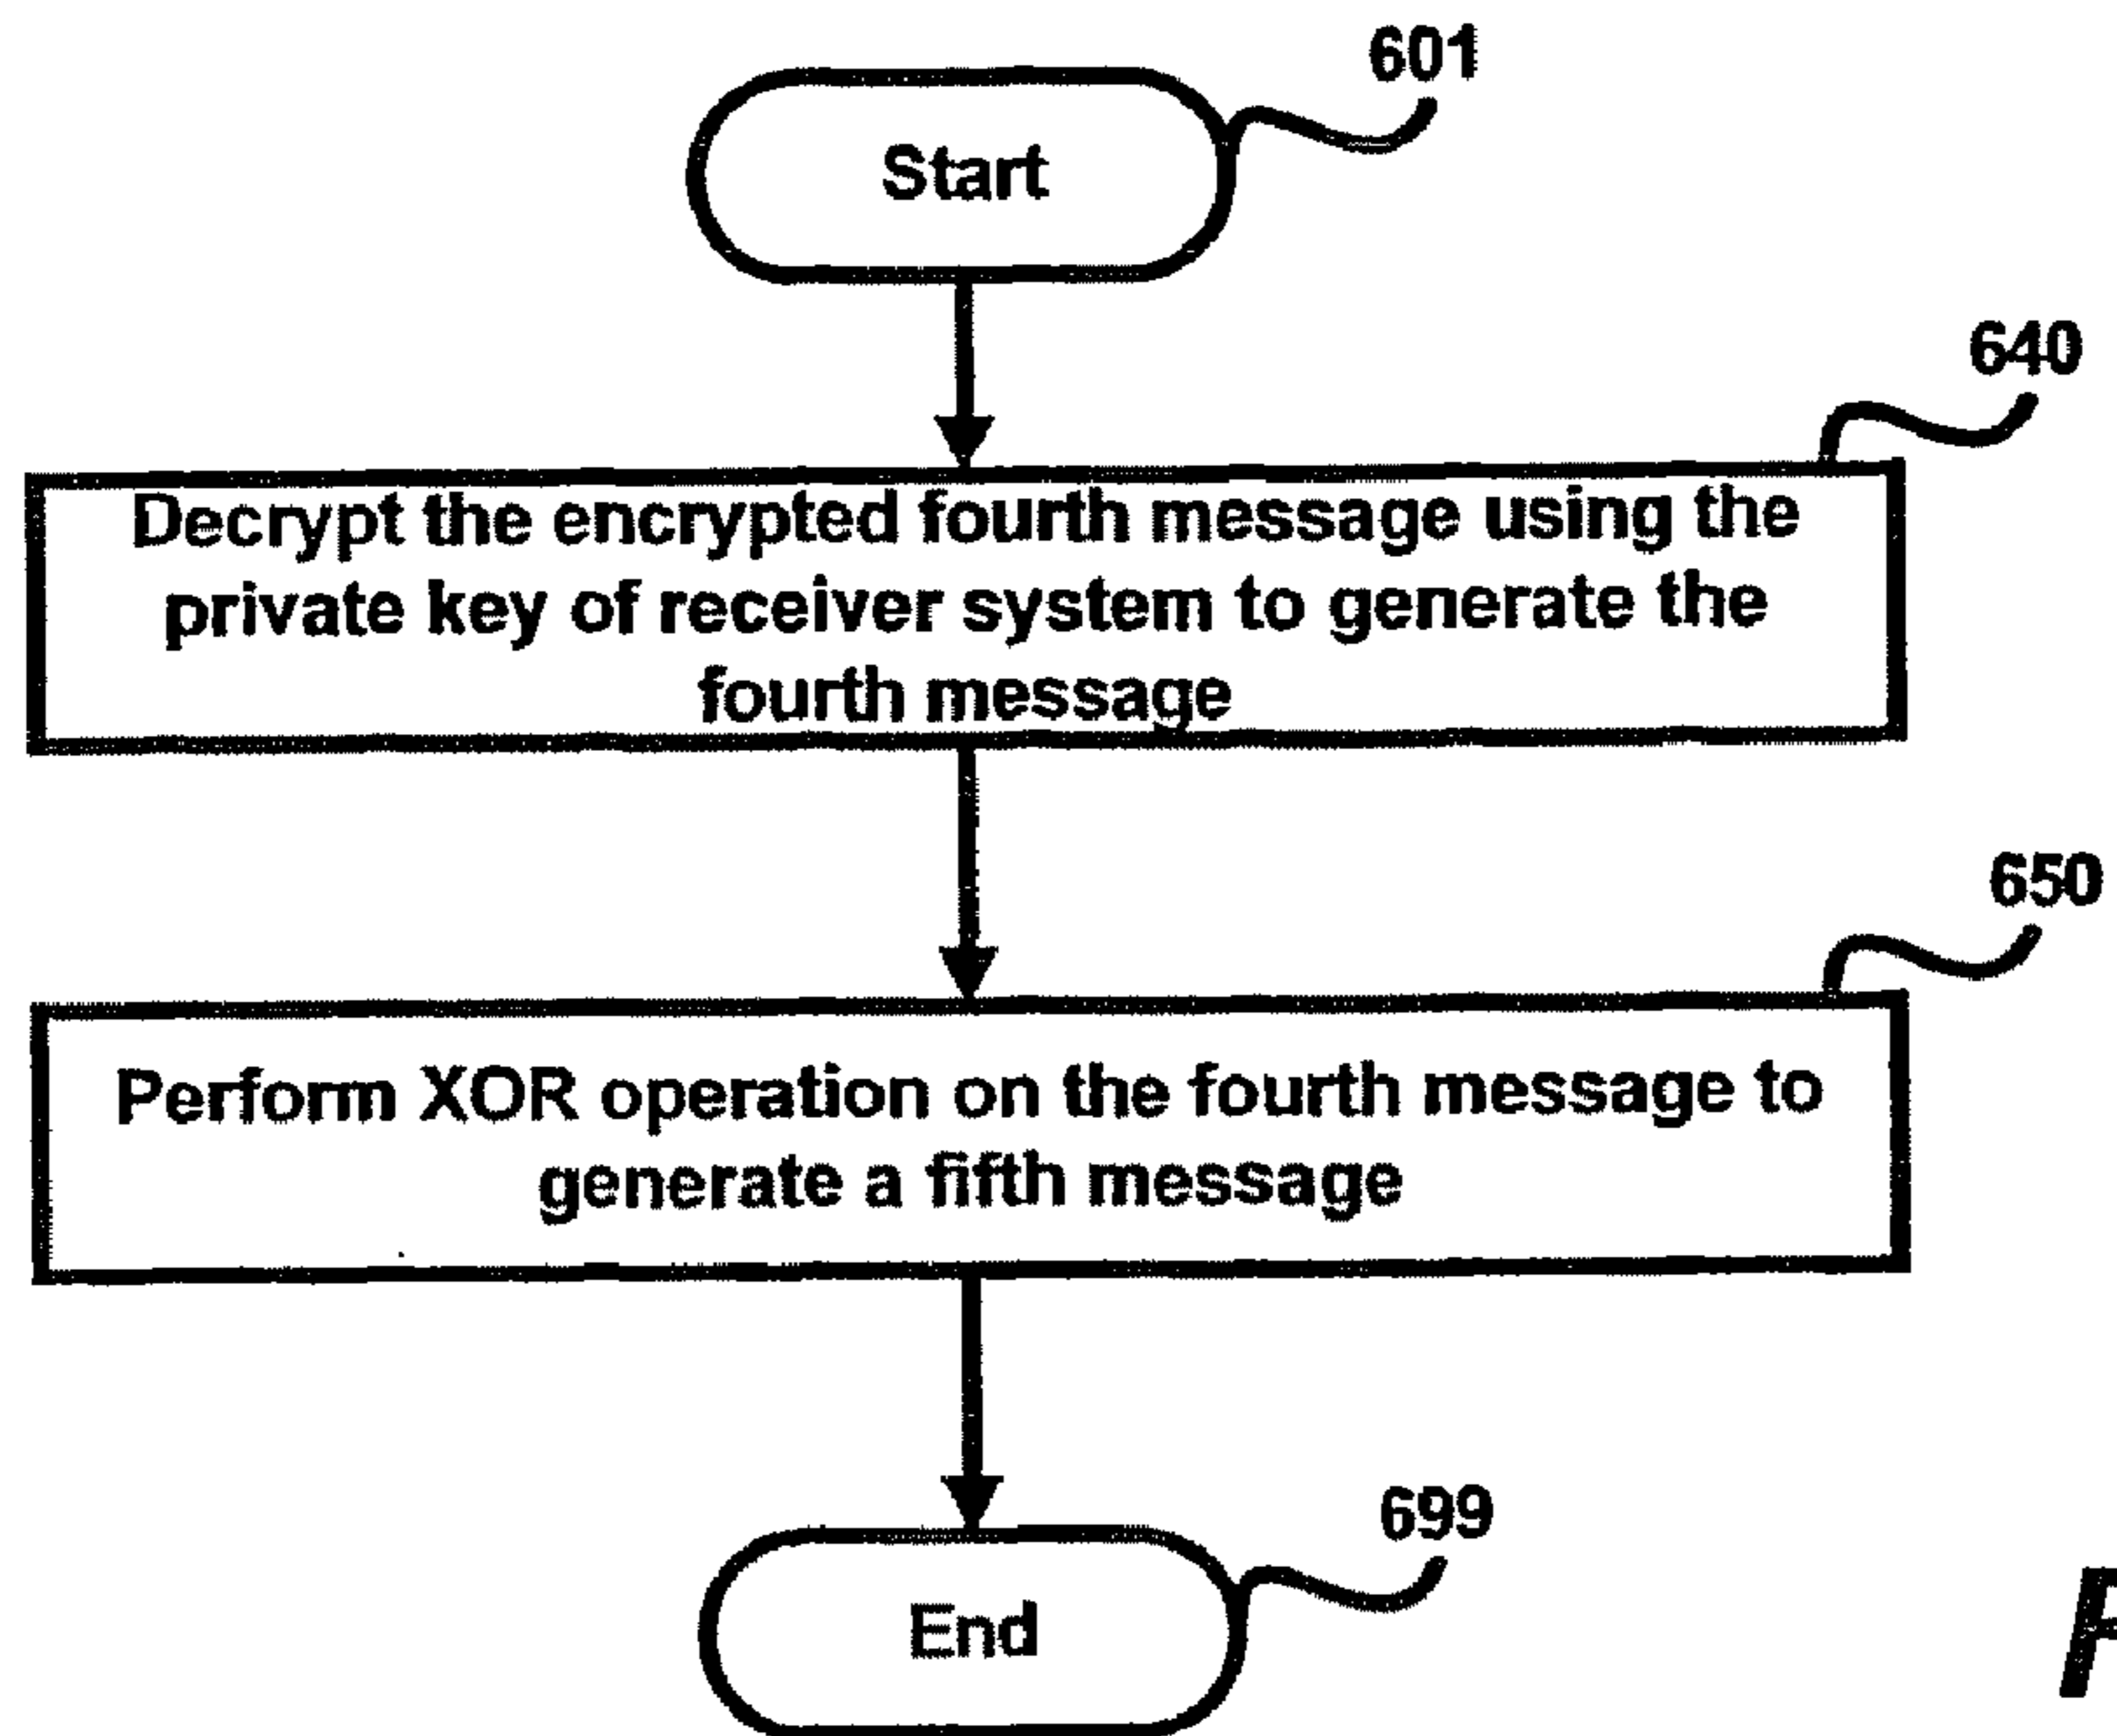 601
Start
640
Decrypt the encrypted fourth message using the
private key of receiver system to generate the
fourth message
650
Perform XOR operation on the fourth message to
generate a fifth message
699
End